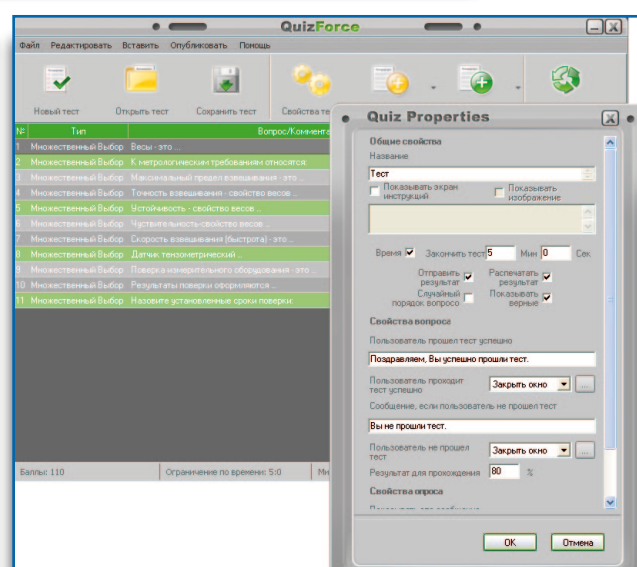 QuizForce
Файл Редактировать Вставить Опубликовать Помощь
Новый тест Открыть тест Сохранить тест Свойства те
№ Тип Вопрос/Коммента
1 Множественный Выбор Весы - это ...
2 Множественный Выбор К метрологическим требованиям относятся:
3 Множественный Выбор Максимальный предел взвешивания - это ...
4 Множественный Выбор Точность взвешивания - свойство весов ...
5 Множественный Выбор Устойчивость - свойство весов ...
6 Множественный Выбор Чуствительность-свойство весов ...
7 Множественный Выбор Скорость взвешивания (быстрота) - это ...
8 Множественный Выбор Датчик тензометрический ...
9 Множественный Выбор Поверка измерительного оборудования - это ...
10 Множественный Выбор Результаты поверки оформляются ...
11 Множественный Выбор Назовите установленные сроки поверки:
Баллы: 110 Ограничение по времени: 5:0 Ми
Quiz Properties
Общие свойства
Название
Тест
Показывать экран инструкций Показывать изображение
Время Закончить тест 5 Мин 0 Сек
Отправить результат Распечатать результат
Случайный порядок вопросо Показывать верные
Свойства вопроса
Пользователь прошел тест успешно
Поздравляем, Вы успешно прошли тест.
Пользователь проходит тест успешно Закрыть окно ...
Сообщение, если пользователь не прошел тест
Вы не прошли тест.
Пользователь не прошел тест Закрыть окно ...
Результат для прохождения 80 %
Свойства опроса
OK Отмена